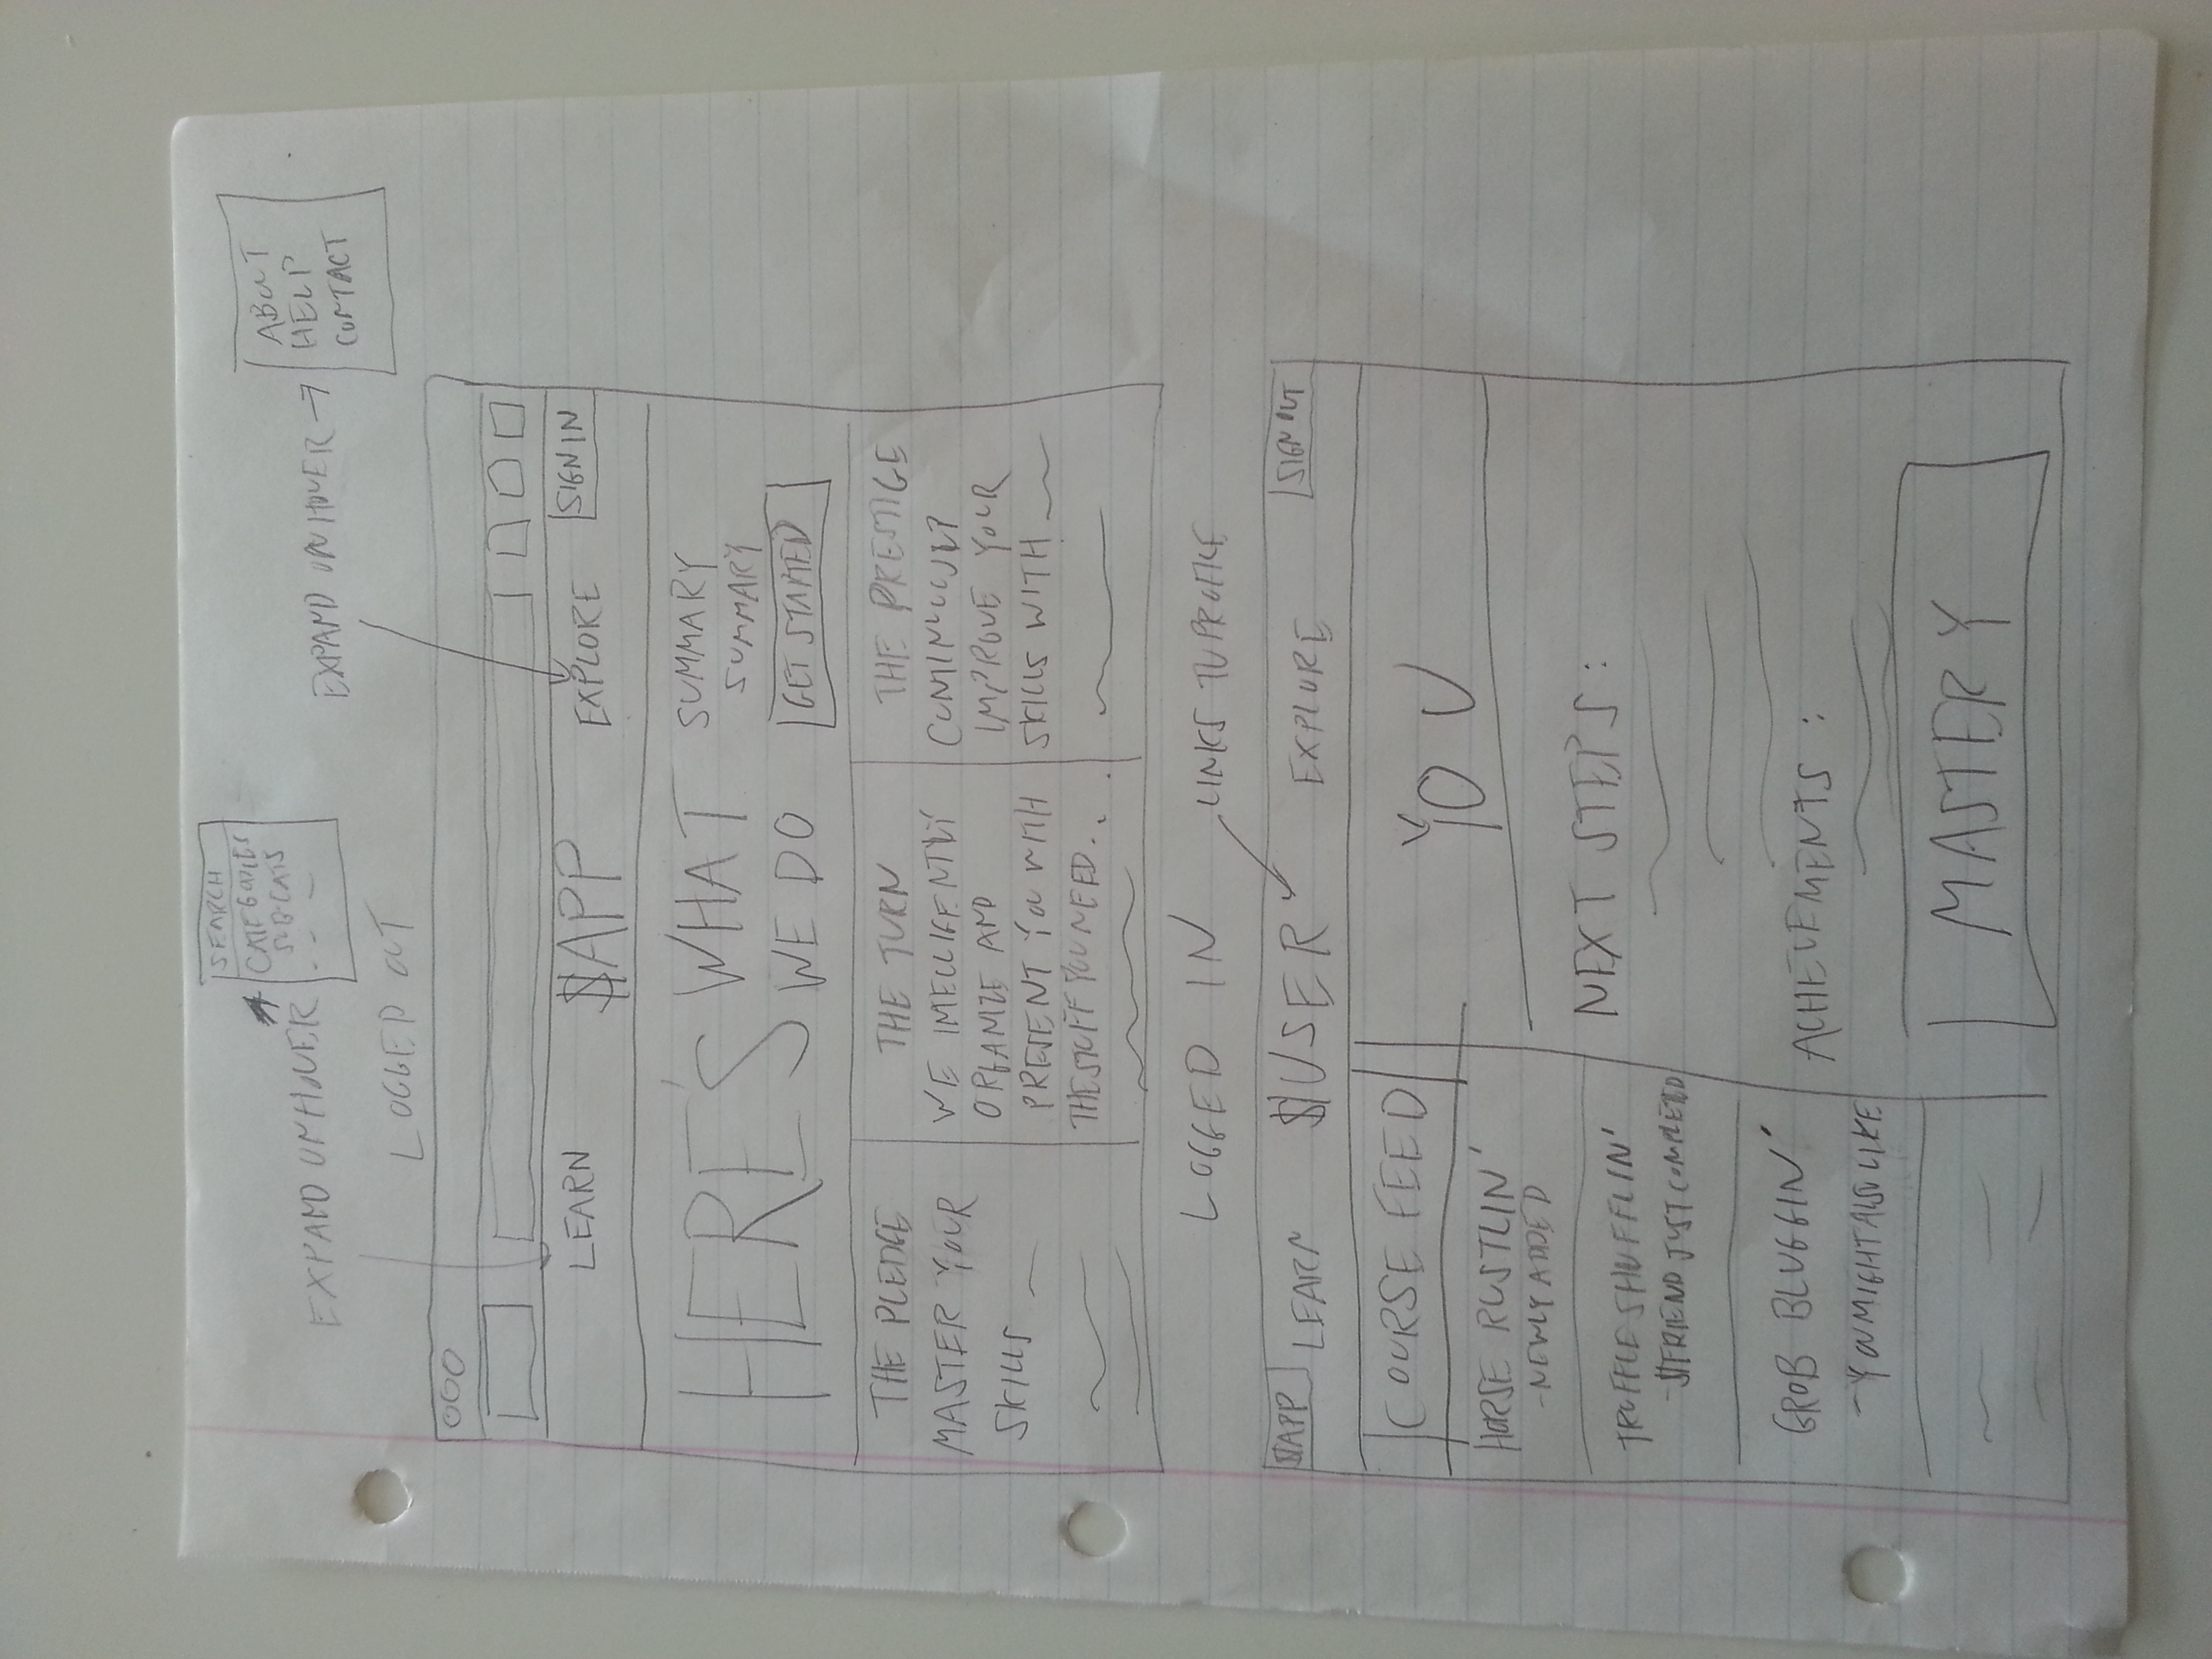 SEARCH
CATEGORIES
SUB-CATS
EXPAND ON HOVER
EXPAND ON HOVER
ABOUT
HELP
CONTACT
LOGGED OUT
LEARN $APP EXPLORE SIGN IN
HERE'S WHAT
WE DO
SUMMARY
SUMMARY
GET STARTED
THE PLEDGE
MASTER YOUR
SKILLS
THE TURN
WE INTELLIGENTLY
ORGANIZE AND
PRESENT YOU WITH
THE STUFF YOU NEED...
THE PRESTIGE
CONTINUOUSLY
IMPROVE YOUR
SKILLS WITH
LOGGED IN
LINKS TO PROFILE
$APP LEARN $USER EXPLORE SIGN OUT
COURSE FEED
HORSE RUSTLIN'
-NEWLY ADDED
TRUFFLE SHUFFLIN'
-$FRIEND JUST COMPLETED
GROB BLUGGIN'
-YOU MIGHT ALSO LIKE
YOU
NEXT STEPS:
ACHIEVEMENTS:
MASTERY